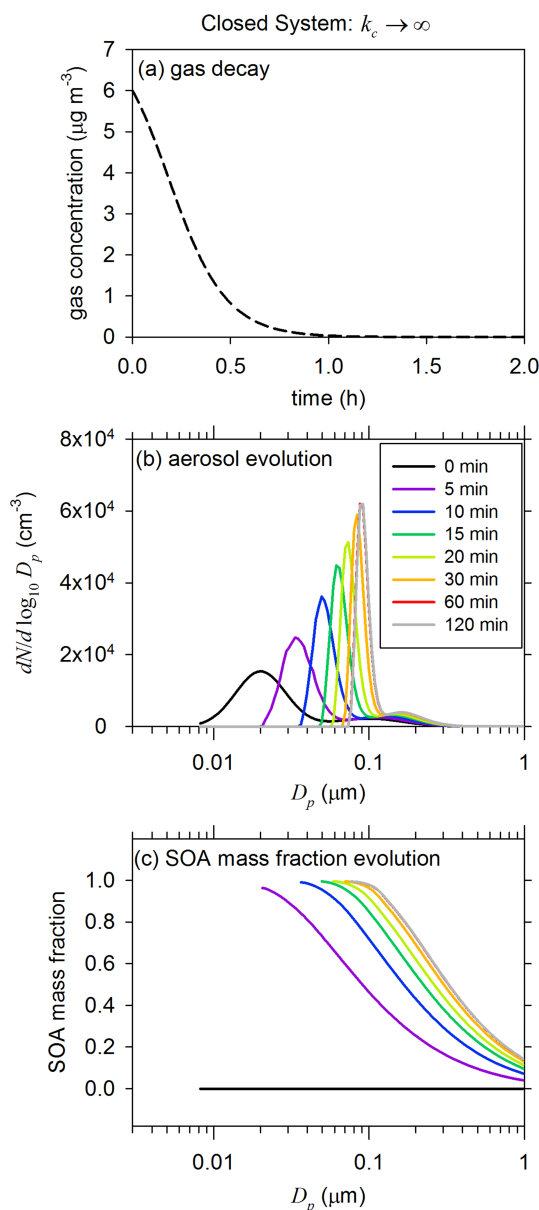 Closed System: k_c → ∞
(a) gas decay
gas concentration (μg m⁻³)
7
6
5
4
3
2
1
0
0.0 0.5 1.0 1.5 2.0
time (h)
(b) aerosol evolution
dN/d log₁₀ D_p (cm⁻³)
8x10⁴
6x10⁴
4x10⁴
2x10⁴
0
0 min
5 min
10 min
15 min
20 min
30 min
60 min
120 min
0.01 0.1 1
D_p (μm)
(c) SOA mass fraction evolution
SOA mass fraction
1.0
0.8
0.6
0.4
0.2
0.0
0.01 0.1 1
D_p (μm)